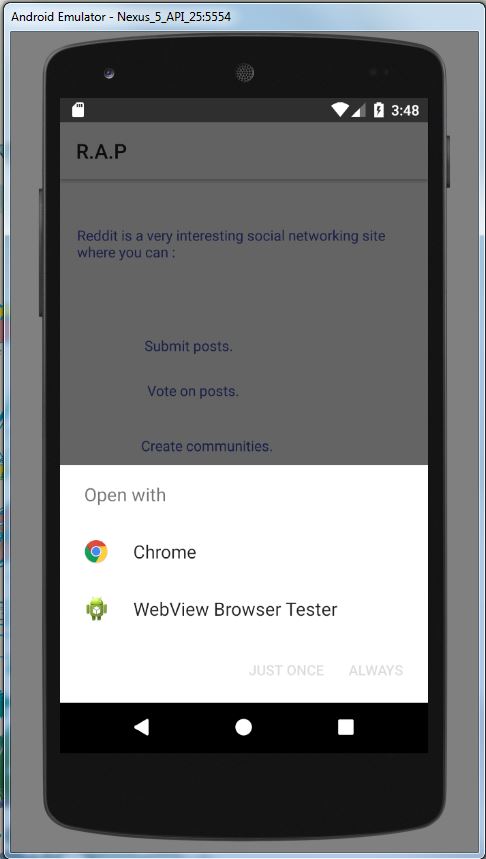 Android Emulator - Nexus_5_API_25:5554
3:48
R.A.P
Reddit is a very interesting social networking site
where you can :
Submit posts.
Vote on posts.
Create communities.
Open with
Chrome
WebView Browser Tester
JUST ONCE ALWAYS